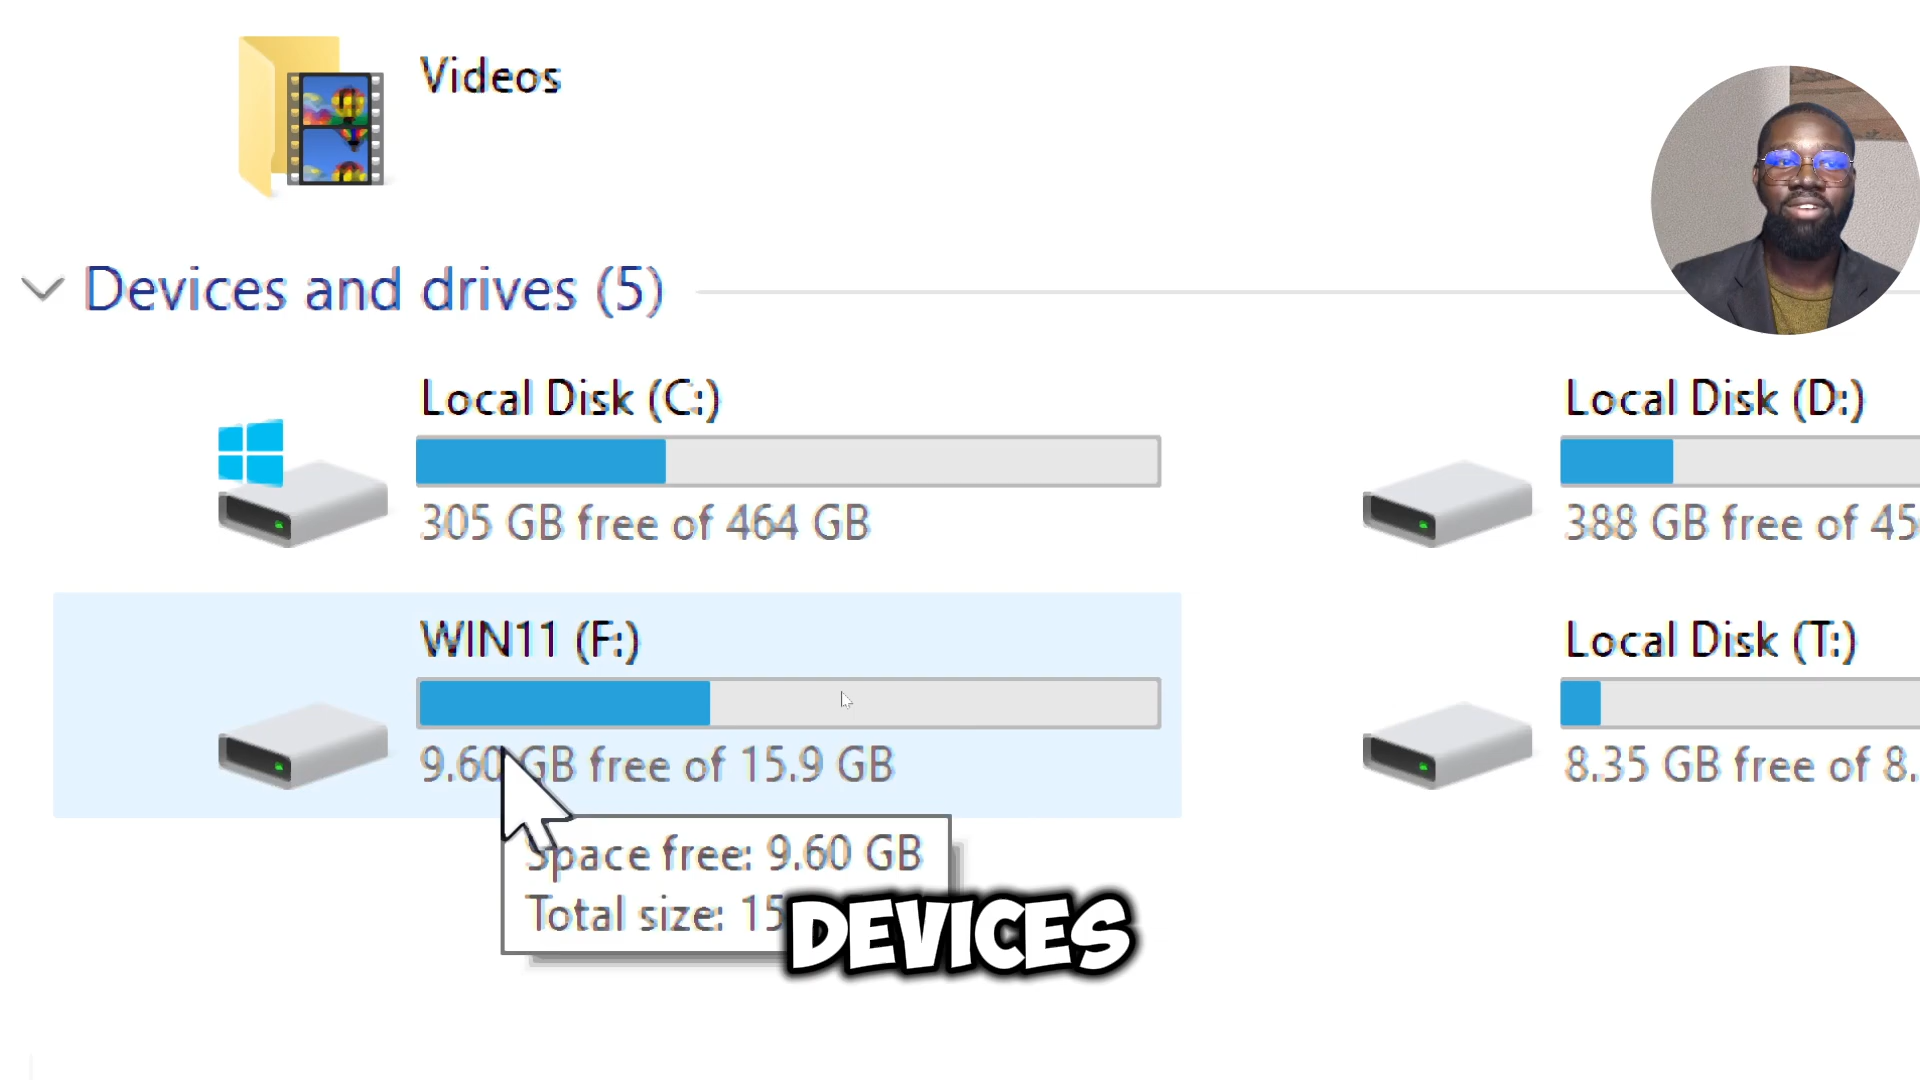 Videos
Devices and drives (5)
Local Disk (C:)
305 GB free of 464 GB
Local Disk (D:)
388 GB free of 45
WIN11 (F:)
9.60 GB free of 15.9 GB
Local Disk (T:)
8.35 GB free of 8.
Space free: 9.60 GB
Total size: 15
DEVICES